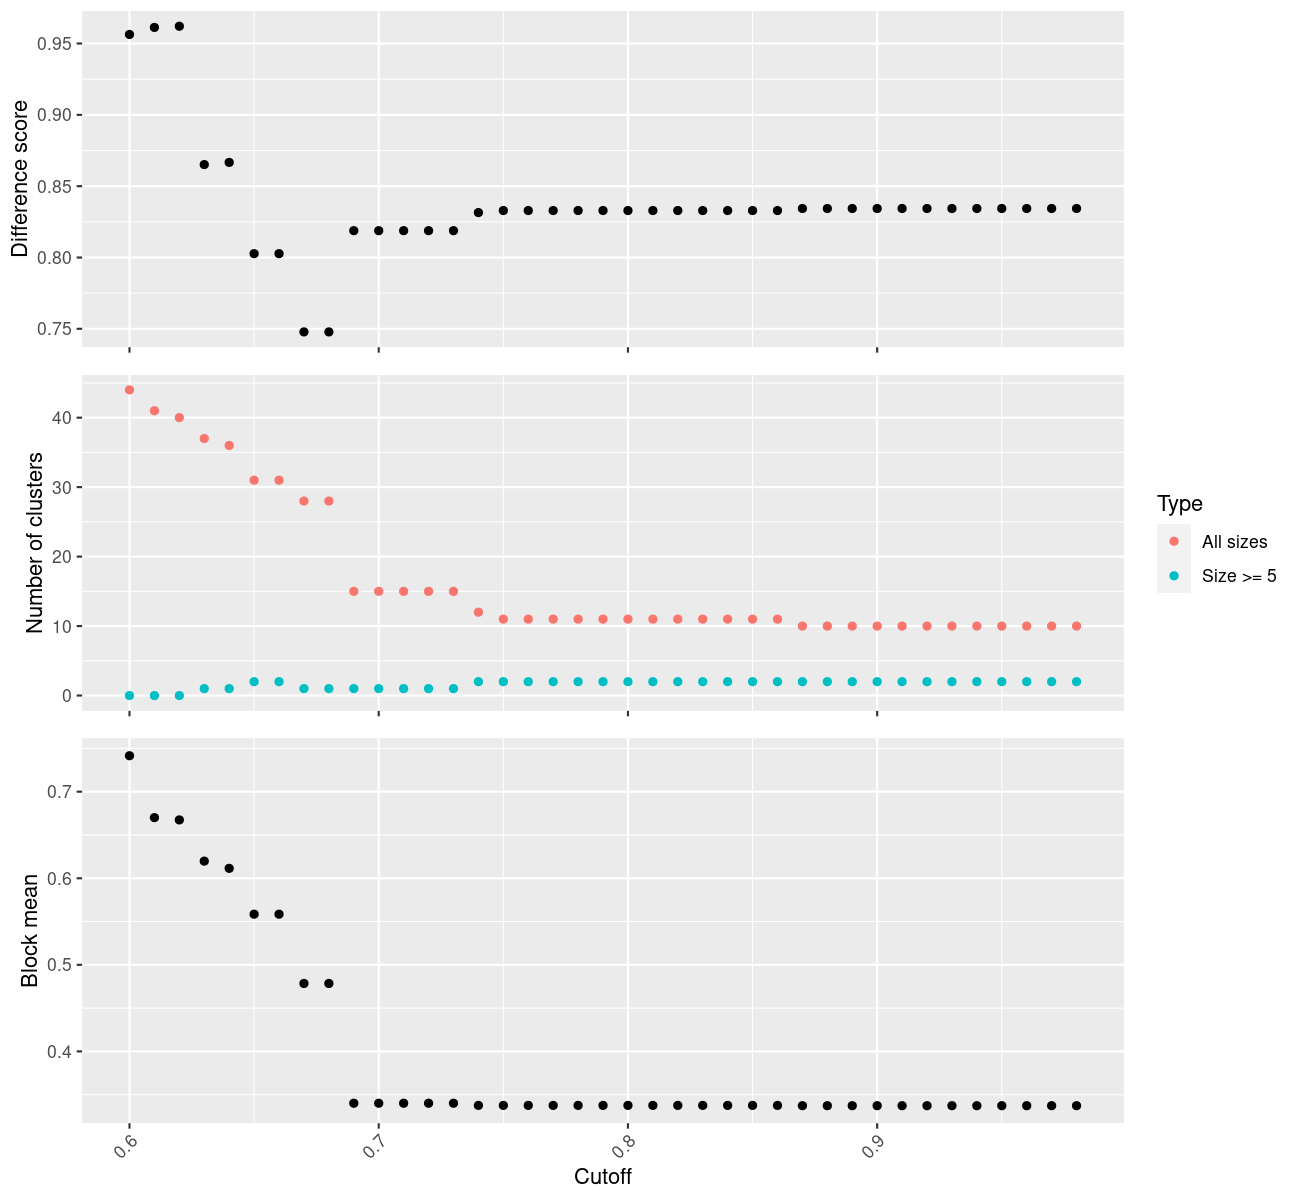 Difference score
0.95
0.90
0.85
0.80
0.75
Number of clusters
40
30
20
10
0
Type
All sizes
Size >= 5
Block mean
0.7
0.6
0.5
0.4
0.6 0.7 0.8 0.9
Cutoff